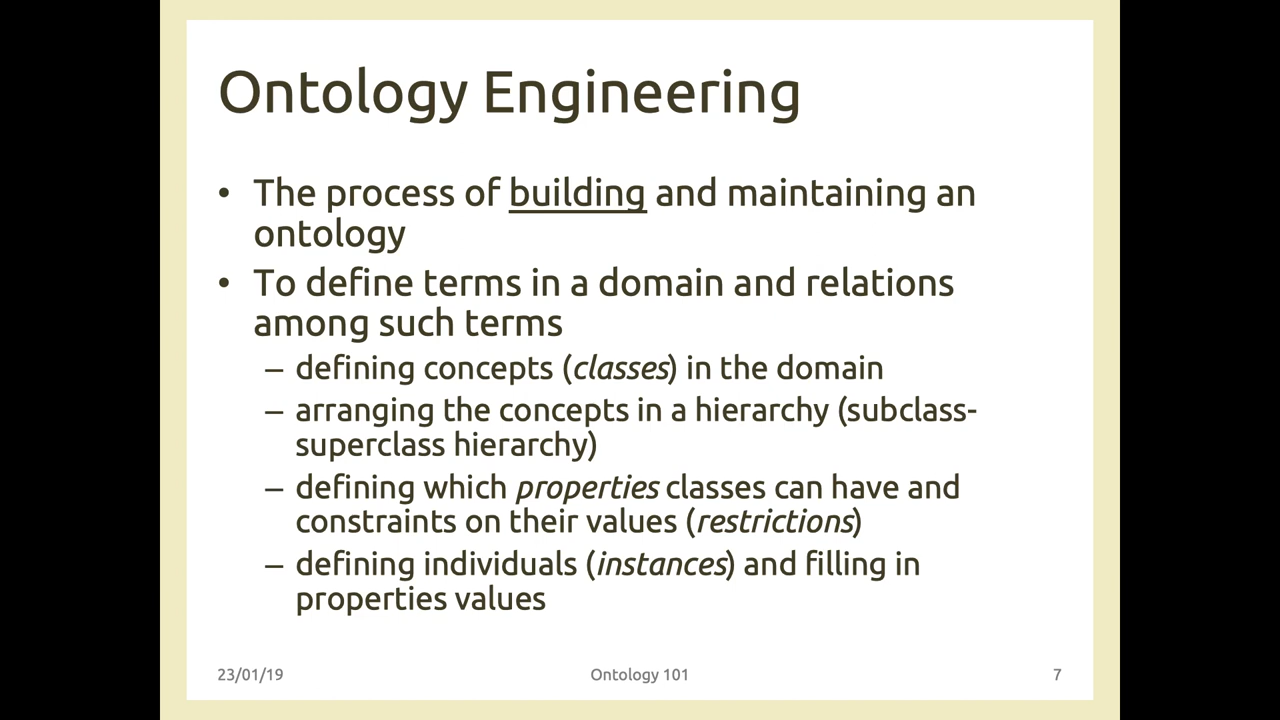 Ontology Engineering
• The process of building and maintaining an
ontology
• To define terms in a domain and relations
among such terms
– defining concepts (classes) in the domain
– arranging the concepts in a hierarchy (subclass-
superclass hierarchy)
– defining which properties classes can have and
constraints on their values (restrictions)
– defining individuals (instances) and filling in
properties values
23/01/19
Ontology 101
7